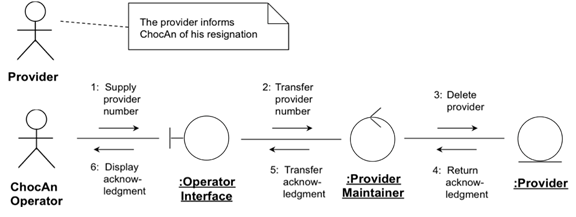 The provider informs
ChocAn of his resignation
Provider
1: Supply
provider
number
2: Transfer
provider
number
3: Delete
provider
6: Display
acknow-
ledgment
5: Transfer
acknow-
ledgment
4: Return
acknow-
ledgment
ChocAn
Operator
:Operator
Interface
:Provider
Maintainer
:Provider